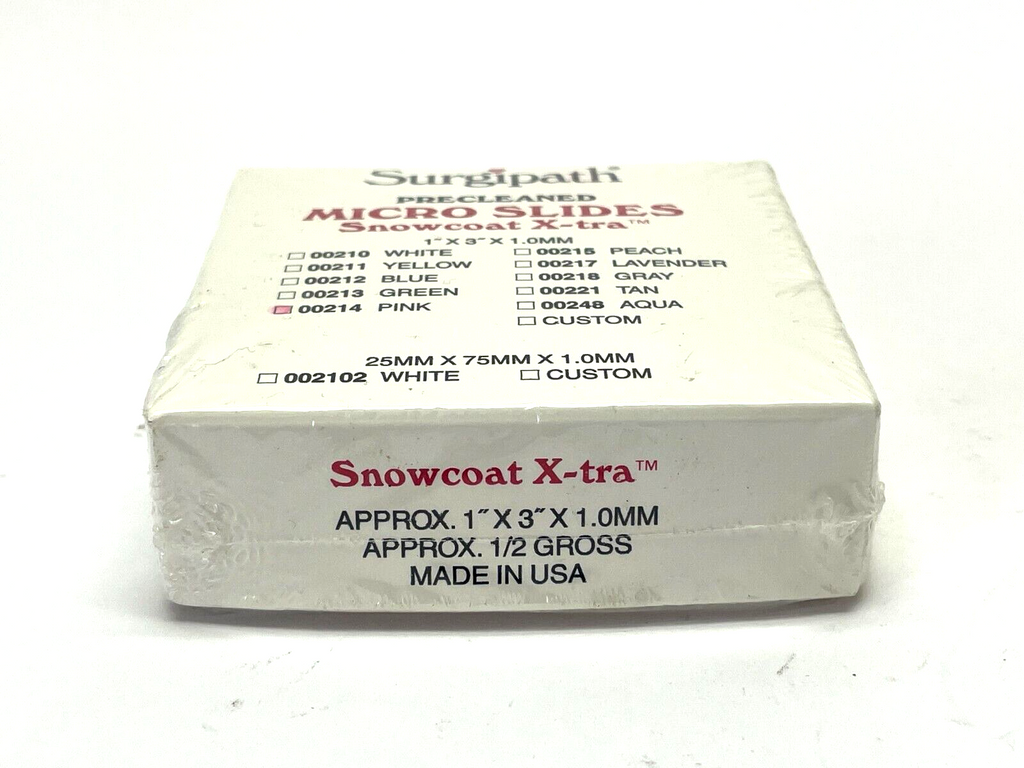 Surgipath®
PRECLEANED
MICRO SLIDES
Snowcoat X-tra™
1″ X 3″ X 1.0MM
00210 WHITE
00211 YELLOW
00212 BLUE
00213 GREEN
00214 PINK
00215 PEACH
00217 LAVENDER
00218 GRAY
00221 TAN
00248 AQUA
CUSTOM
25MM X 75MM X 1.0MM
002102 WHITE
CUSTOM
Snowcoat X-tra™
APPROX. 1″ X 3″ X 1.0MM
APPROX. 1/2 GROSS
MADE IN USA